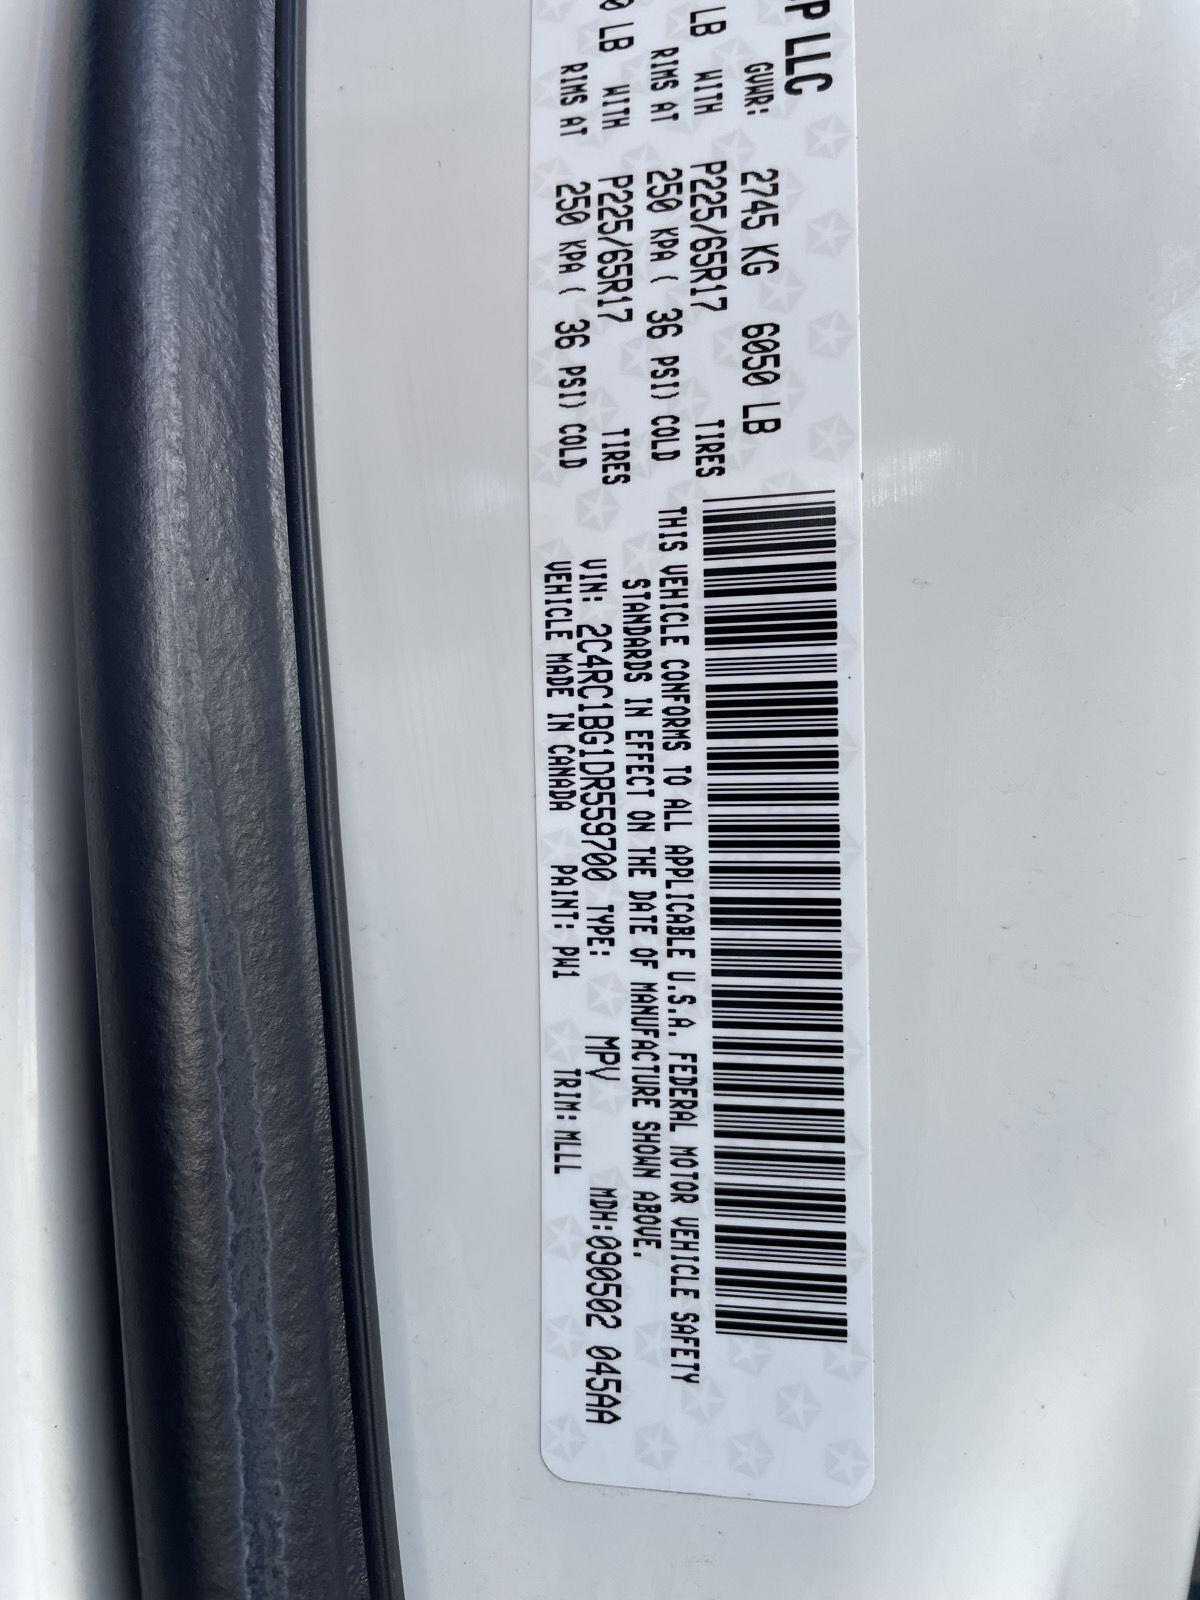 SP LLC
GVWR: 2745 KG 6050 LB
LB WITH P225/65R17 TIRES
RIMS AT 250 KPA ( 36 PSI) COLD
0 LB WITH P225/65R17 TIRES
RIMS AT 250 KPA ( 36 PSI) COLD
THIS VEHICLE CONFORMS TO ALL APPLICABLE U.S.A. FEDERAL MOTOR VEHICLE SAFETY
STANDARDS IN EFFECT ON THE DATE OF MANUFACTURE SHOWN ABOVE.
VIN: 2C4RC1BG1DR559700 TYPE: MPV MDH:090502 045AA
VEHICLE MADE IN CANADA PAINT: PW1 TRIM: MLLL